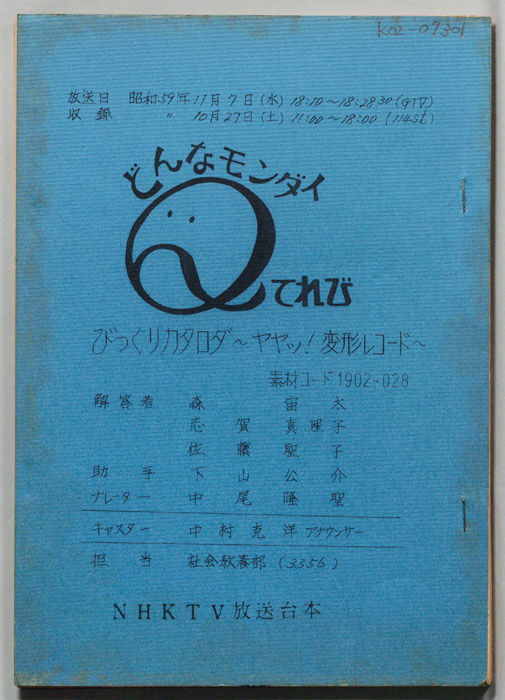 K02-07301
放送日 昭和59年11月7日(水) 18:10~18:28 30(GTV)
収録 〃 10月27日(土) 11:00~18:00 (114st)
どんなモンダイ
Q てれび
びっくりカタログ~ヤヤッ!変形レコード~
素材コード1902-028
解答者 森 宙太
志賀 真理子
佐藤 聖子
助手 下山 公介
ナレーター 中尾 隆聖
キャスター 中村 克洋 アナウンサー
担当 社会教養部 (3356)
NHKTV放送台本